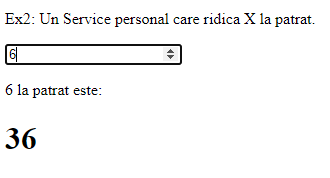 Ex2: Un Service personal care ridica X la patrat.
6
6 la patrat este:
36